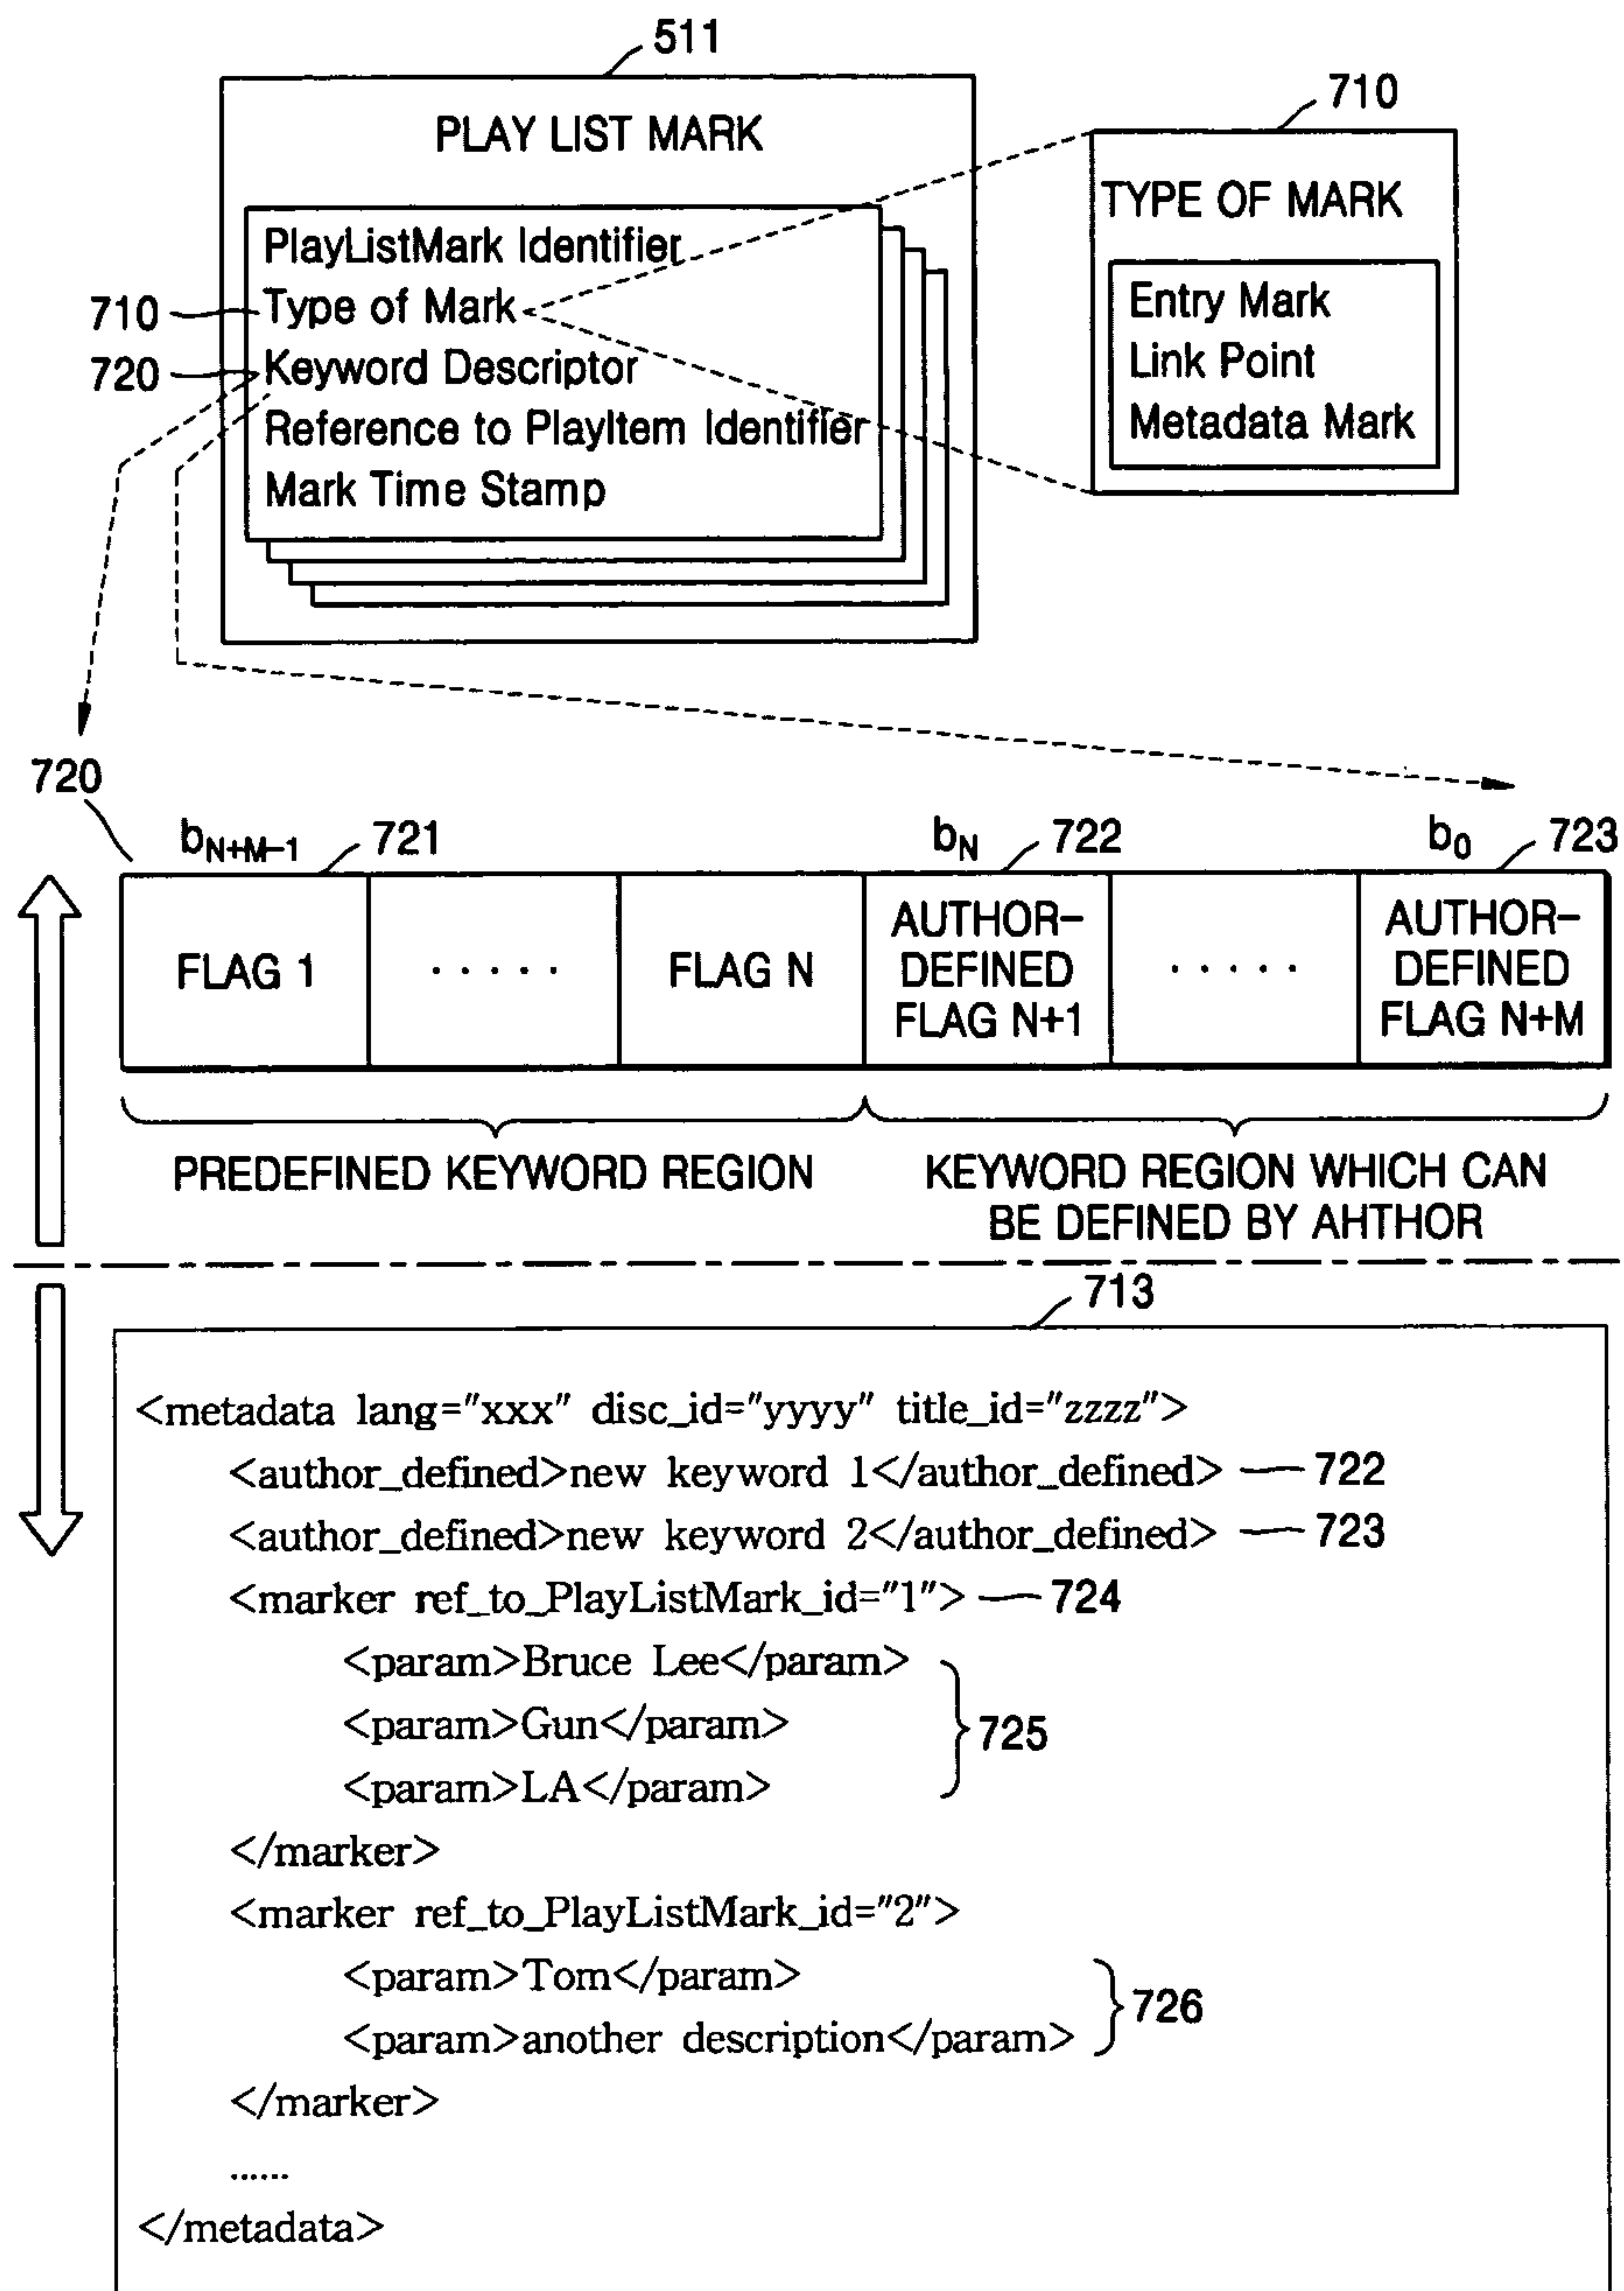 511
PLAY LIST MARK
710
TYPE OF MARK
PlayListMark Identifier
710 Type of Mark
720 Keyword Descriptor
Reference to PlayItem Identifier
Mark Time Stamp
Entry Mark
Link Point
Metadata Mark
720
b_{N+M-1} 721 b_N 722 b_0 723
FLAG 1
.....
FLAG N
AUTHOR-
DEFINED
FLAG N+1
.....
AUTHOR-
DEFINED
FLAG N+M
PREDEFINED KEYWORD REGION
KEYWORD REGION WHICH CAN
BE DEFINED BY AHTHOR
713
<metadata lang="xxx" disc_id="yyyy" title_id="zzzz">
<author_defined>new keyword 1</author_defined> 722
<author_defined>new keyword 2</author_defined> 723
<marker ref_to_PlayListMark_id="1"> 724
<param>Bruce Lee</param>
<param>Gun</param> 725
<param>LA</param>
</marker>
<marker ref_to_PlayListMark_id="2">
<param>Tom</param>
726
<param>another description</param>
</marker>
......
</metadata>